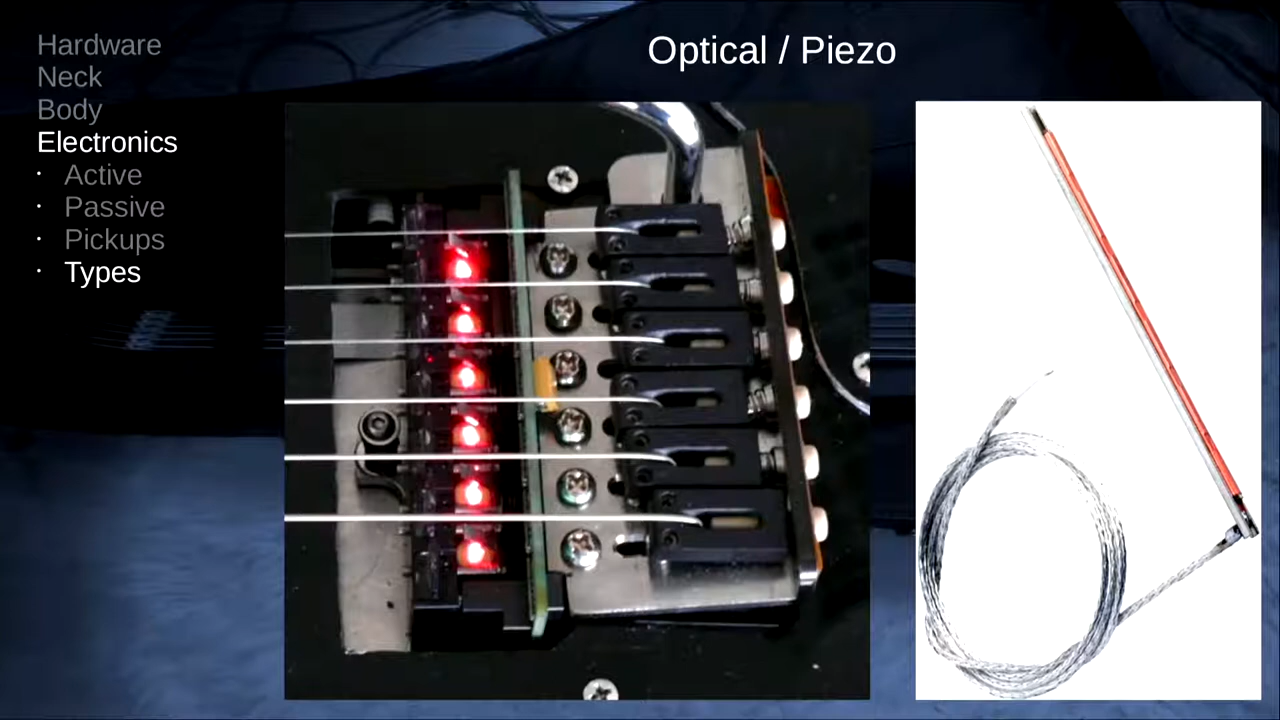 Hardware
Neck
Body
Electronics
· Active
· Passive
· Pickups
· Types
Optical / Piezo